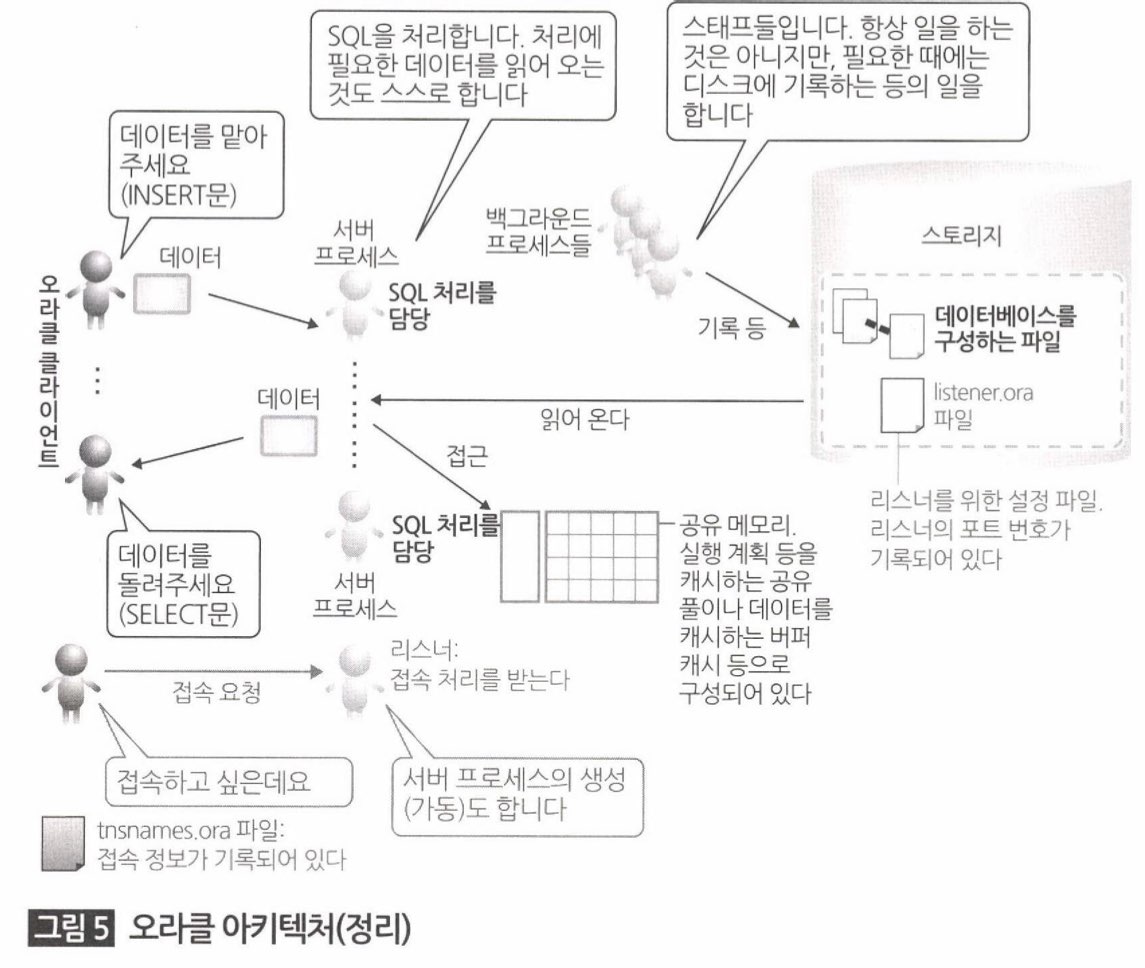 SQL을 처리합니다. 처리에
필요한 데이터를 읽어 오는
것도 스스로 합니다
스태프들입니다. 항상 일을 하는
것은 아니지만, 필요한 때에는
디스크에 기록하는 등의 일을
합니다
데이터를 맡아
주세요
(INSERT문)
오라클 클라이언트
데이터
서버
프로세스
SQL 처리를
담당
백그라운드
프로세스들
기록 등
스토리지
데이터베이스를
구성하는 파일
listener.ora
파일
리스너를 위한 설정 파일.
리스너의 포트 번호가
기록되어 있다
데이터
읽어 온다
접근
데이터를
돌려주세요
(SELECT문)
SQL 처리를
담당
서버
프로세스
공유 메모리.
실행 계획 등을
캐시하는 공유
풀이나 데이터를
캐시하는 버퍼
캐시 등으로
구성되어 있다
접속 요청
리스너:
접속 처리를 받는다
접속하고 싶은데요
서버 프로세스의 생성
(가동)도 합니다
tnsnames.ora 파일:
접속 정보가 기록되어 있다
그림 5 오라클 아키텍처(정리)